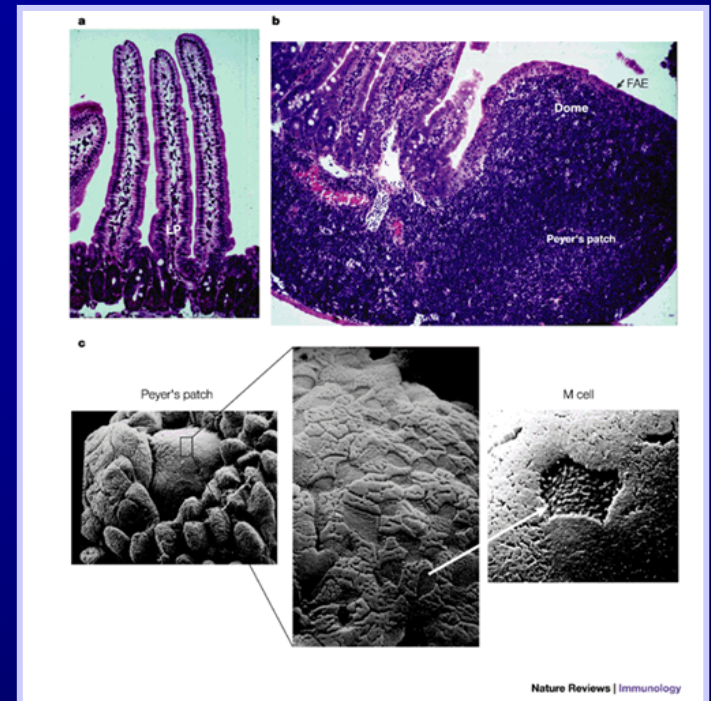 a
b
FAE
Dome
LP
Peyer's patch
c
Peyer's patch
M cell
Nature Reviews | Immunology